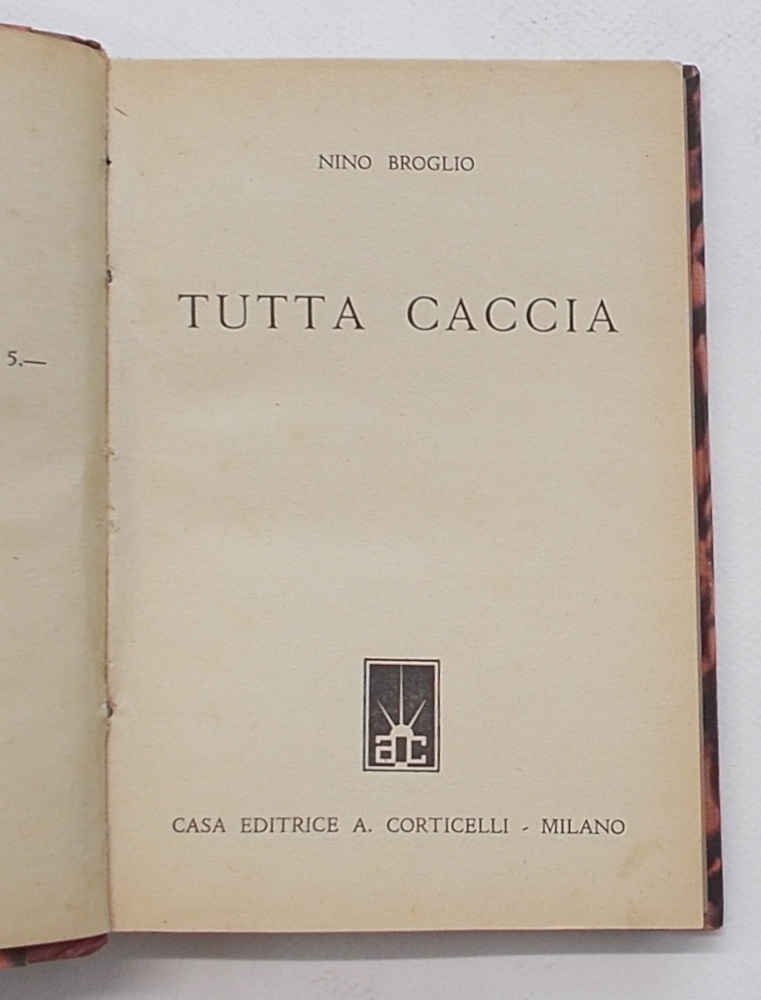 5.—
NINO BROGLIO
TUTTA CACCIA
ac
CASA EDITRICE A. CORTICELLI - MILANO